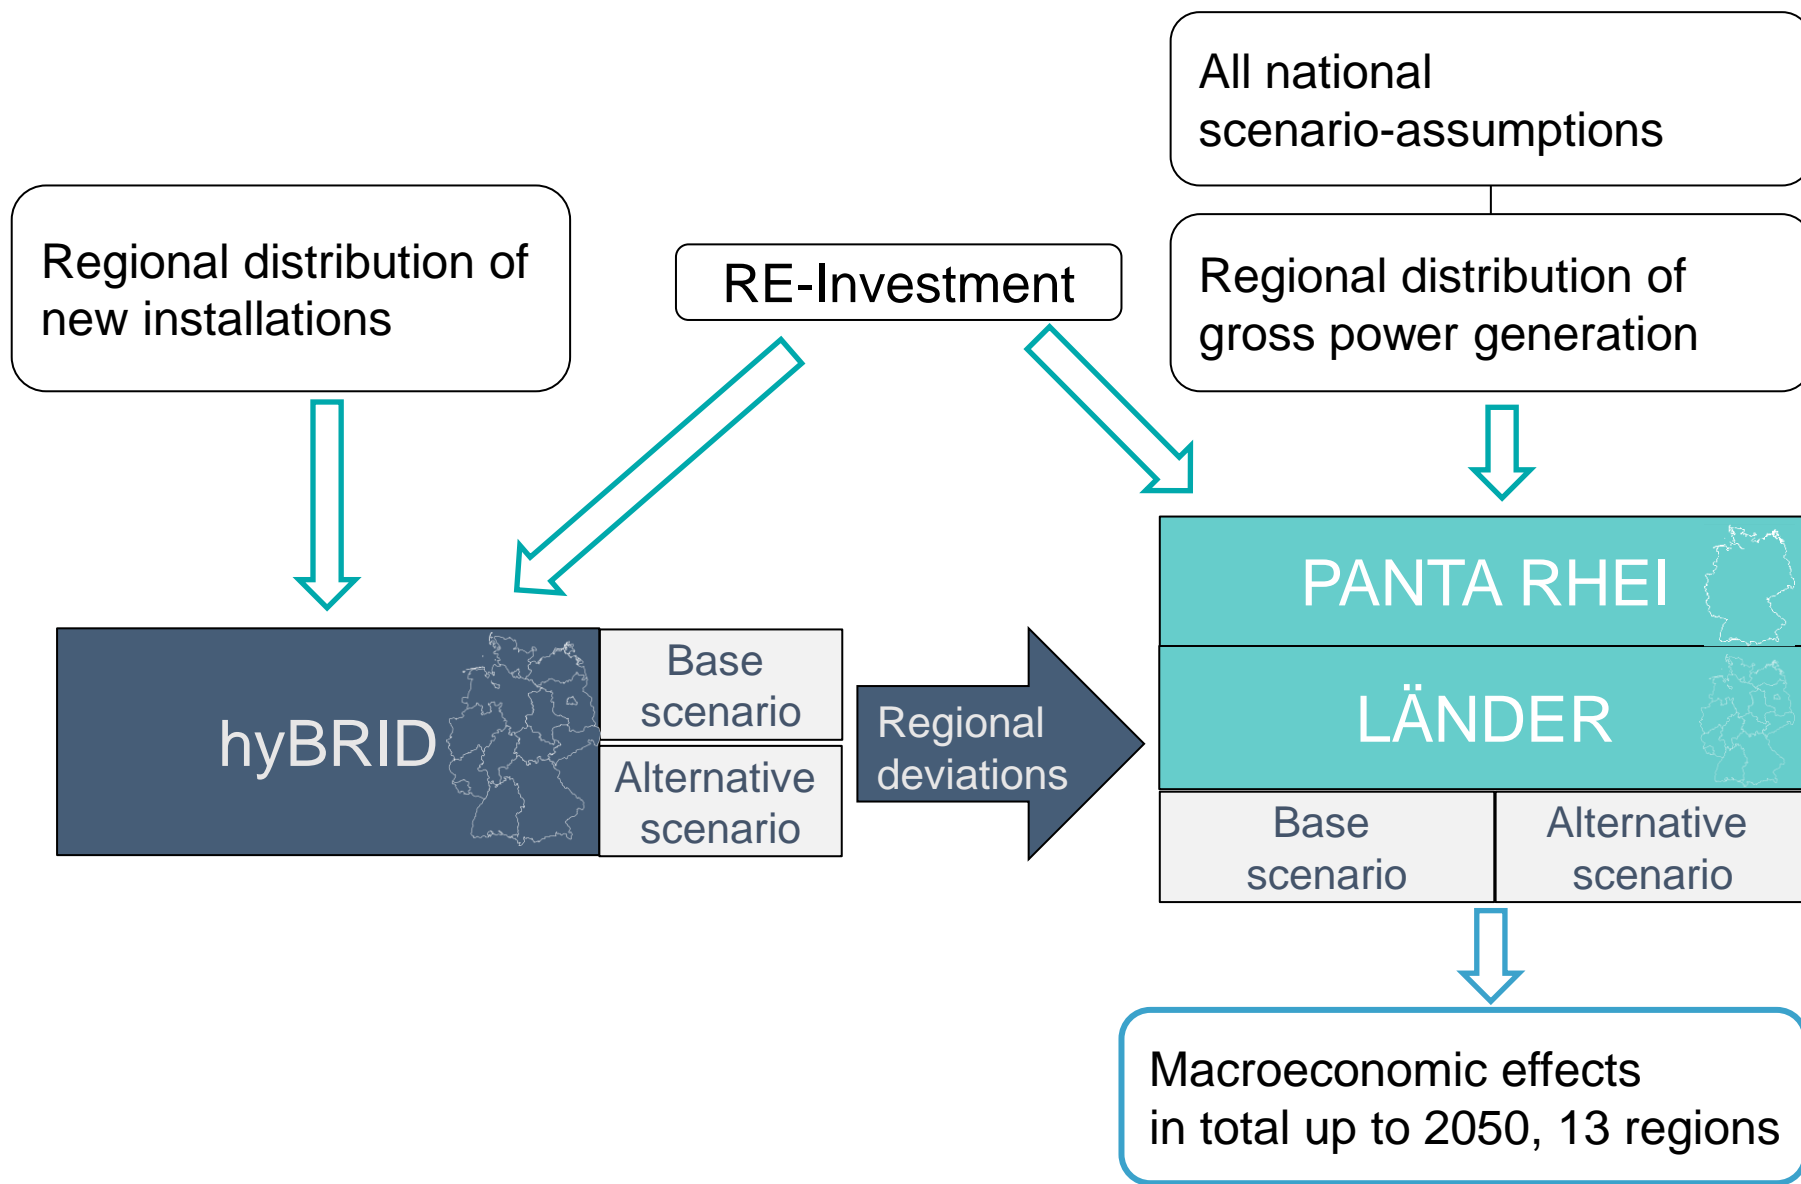 All national
scenario-assumptions
Regional distribution of
new installations
RE-Investment
Regional distribution of
gross power generation
PANTA RHEI
hyBRID
Base
scenario
Alternative
scenario
Regional
deviations
LÄNDER
Base
scenario
Alternative
scenario
Macroeconomic effects
in total up to 2050, 13 regions